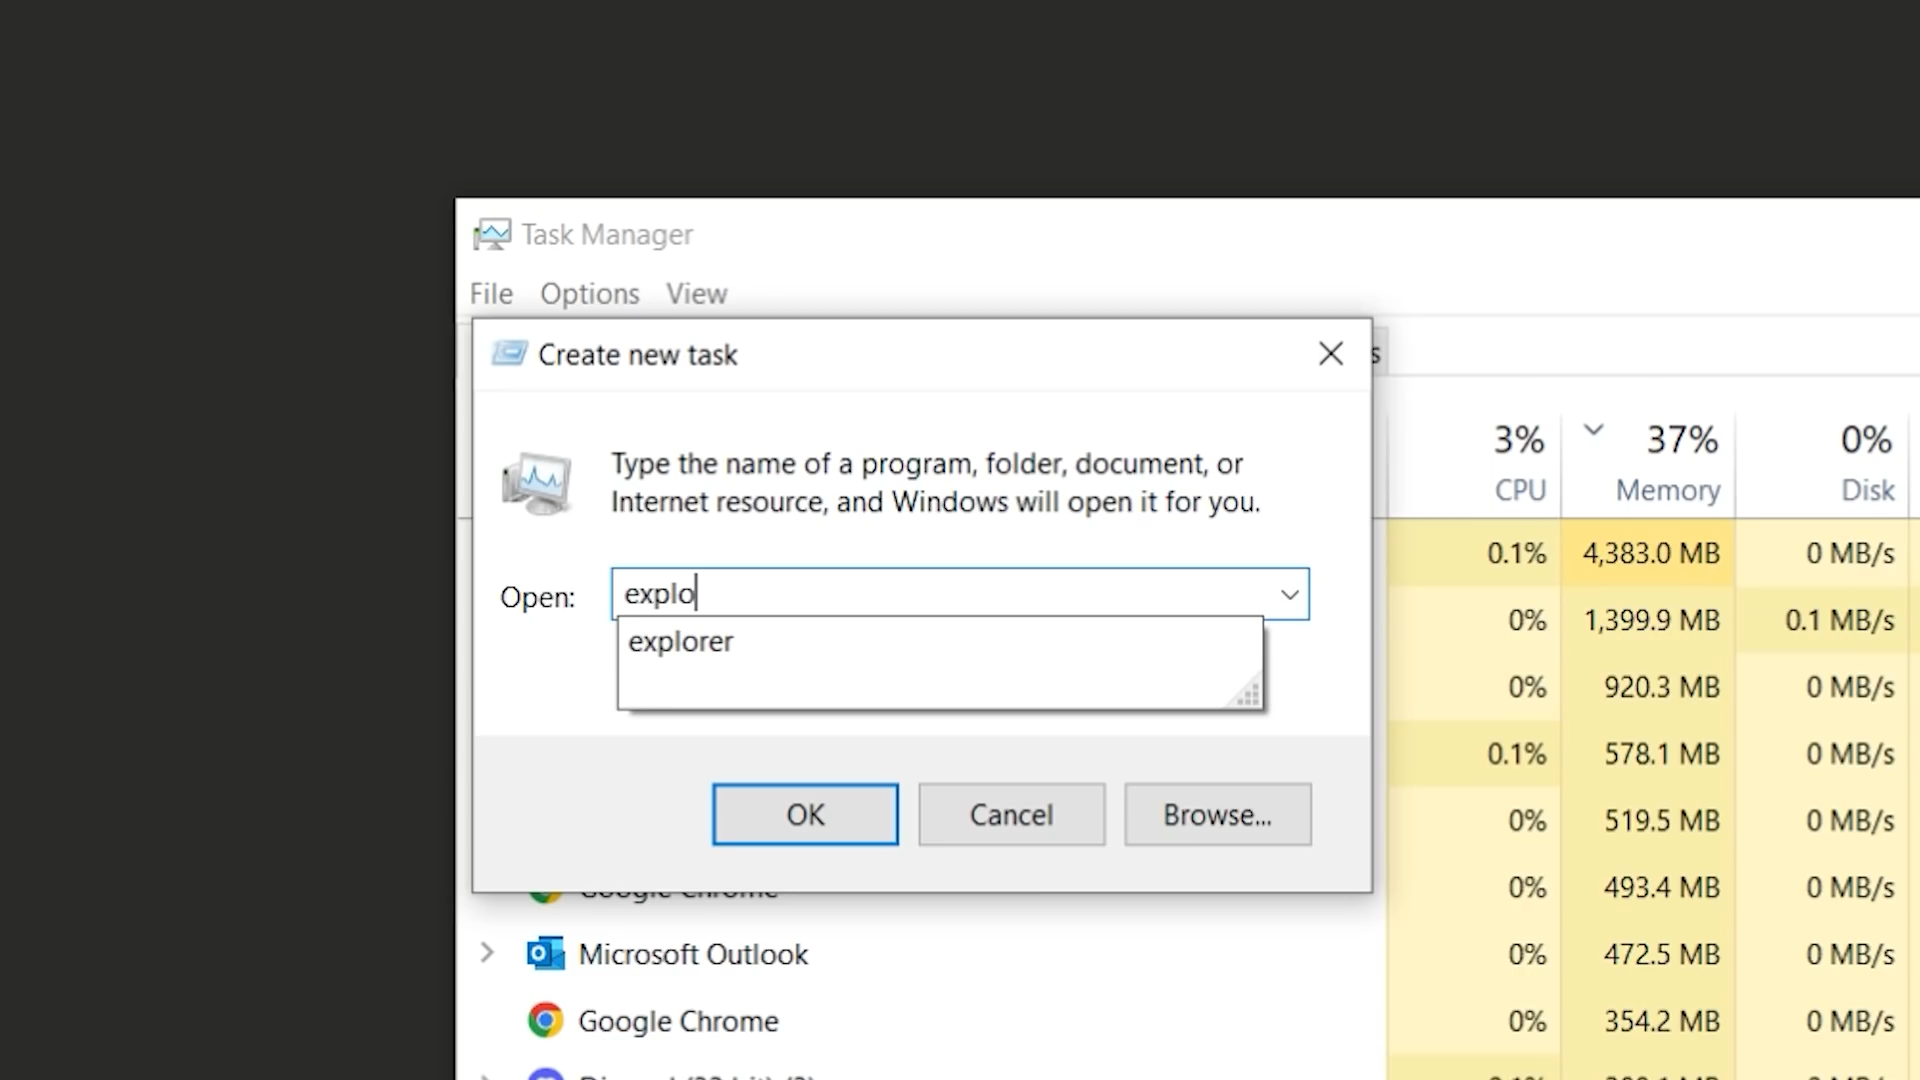 Task Manager
File Options View
Create new task
s
Type the name of a program, folder, document, or
Internet resource, and Windows will open it for you.
Open: explo
explorer
OK Cancel Browse...
3% 37% 0%
CPU Memory Disk
0.1% 4,383.0 MB 0 MB/s
0% 1,399.9 MB 0.1 MB/s
0% 920.3 MB 0 MB/s
0.1% 578.1 MB 0 MB/s
0% 519.5 MB 0 MB/s
Google Chrome 0% 493.4 MB 0 MB/s
Microsoft Outlook 0% 472.5 MB 0 MB/s
Google Chrome 0% 354.2 MB 0 MB/s